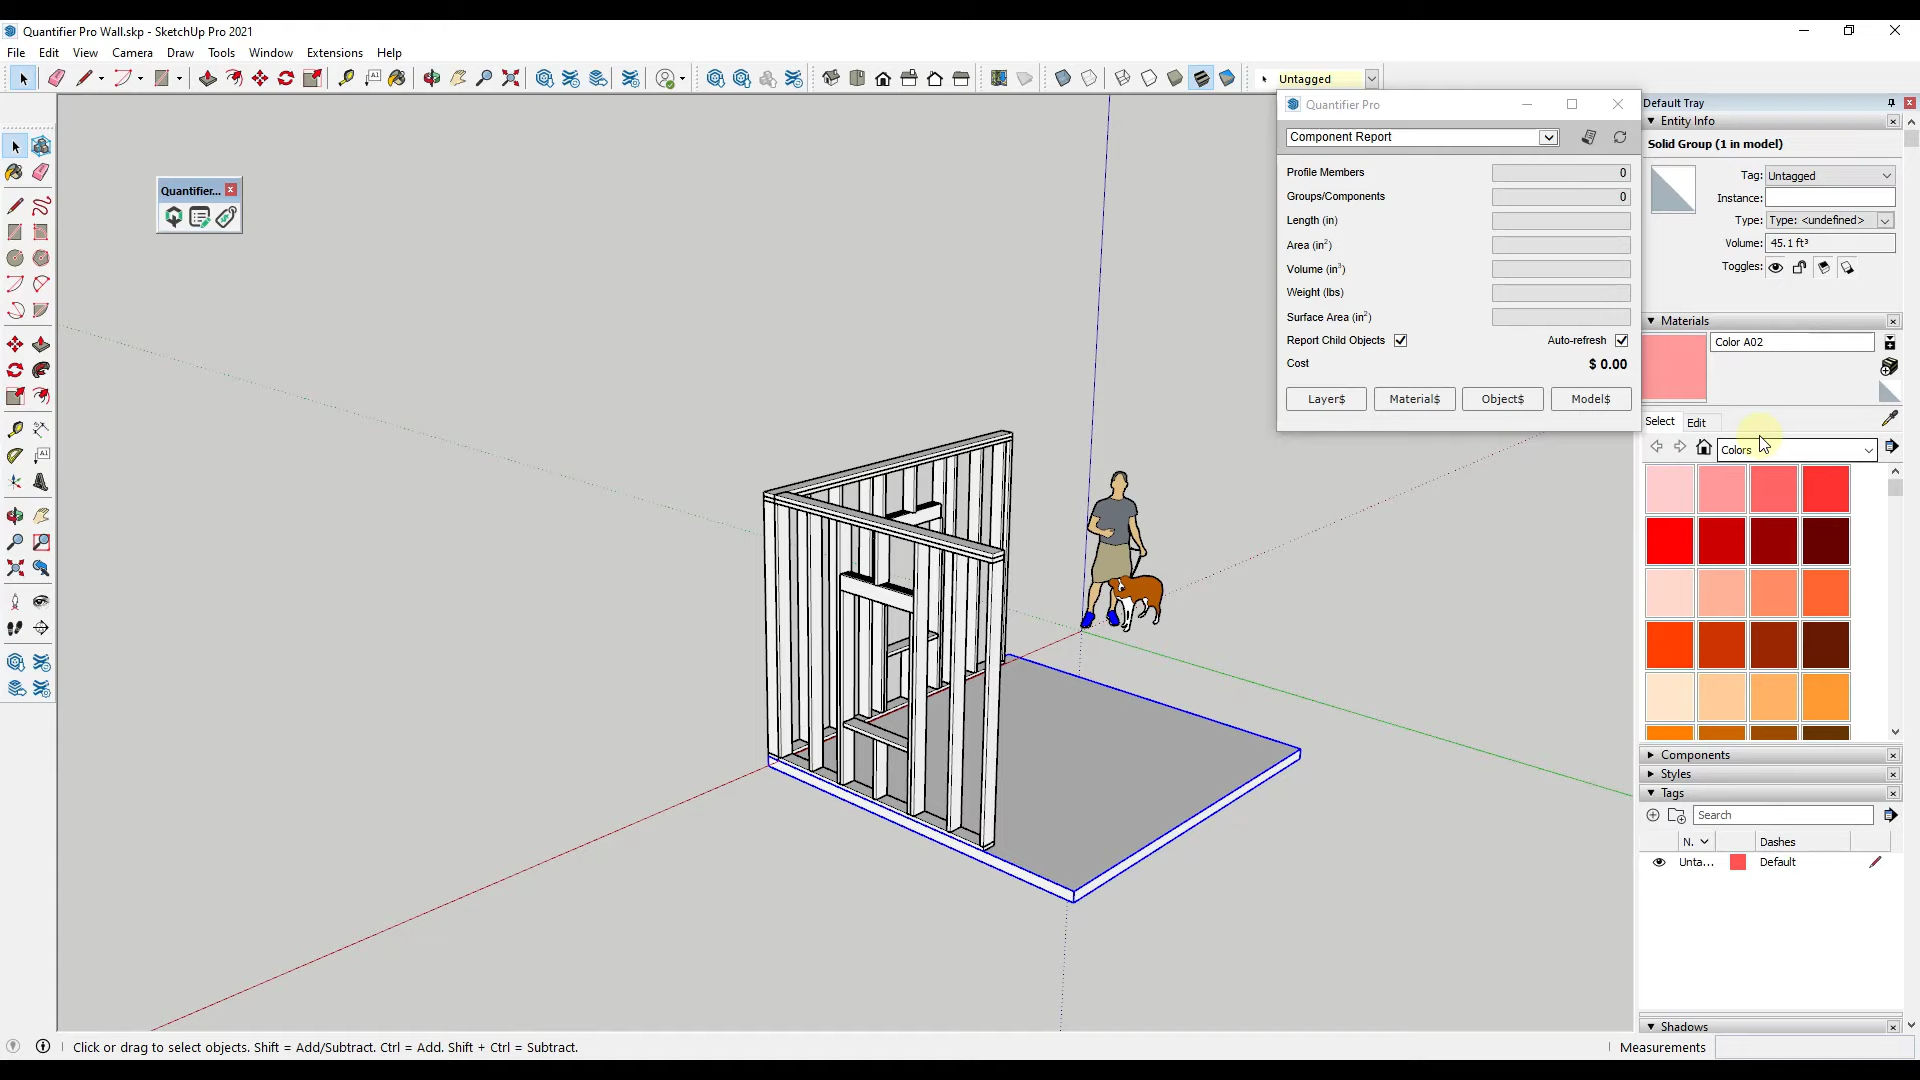 Quantifier Pro Wall.skp - SketchUp Pro 2021
File Edit View Camera Draw Tools Window Extensions Help
Untagged
Quantifier...
Quantifier Pro
Component Report
Profile Members 0
Groups/Components 0
Length (in)
Area (in²)
Volume (in³)
Weight (lbs)
Surface Area (in²)
Report Child Objects Auto-refresh
Cost $ 0.00
Layer$ Material$ Object$ Model$
Default Tray
Entity Info
Solid Group (1 in model)
Tag: Untagged
Instance:
Type: Type: <undefined>
Volume: 45.1 ft³
Toggles:
Materials
Color A02
Select Edit
Colors
Components
Styles
Tags
Search
N. Dashes
Unta... Default
Shadows
Click or drag to select objects. Shift = Add/Subtract. Ctrl = Add. Shift + Ctrl = Subtract.
Measurements